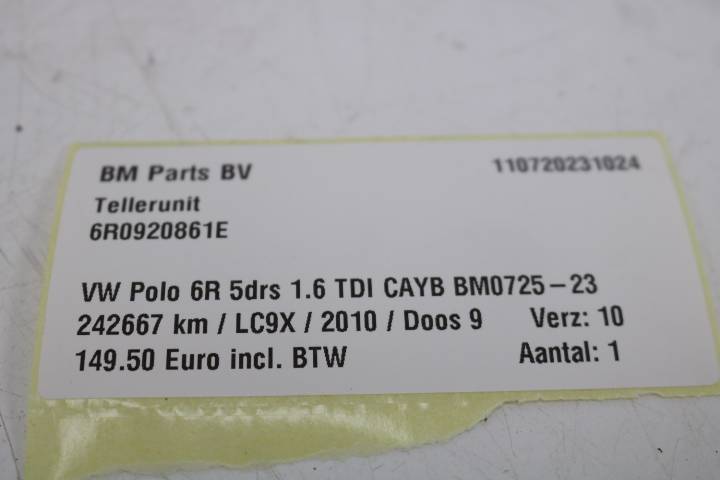 BM Parts BV 110720231024
Tellerunit
6R0920861E
VW Polo 6R 5drs 1.6 TDI CAYB BM0725-23
242667 km / LC9X / 2010 / Doos 9 Verz: 10
149.50 Euro incl. BTW Aantal: 1